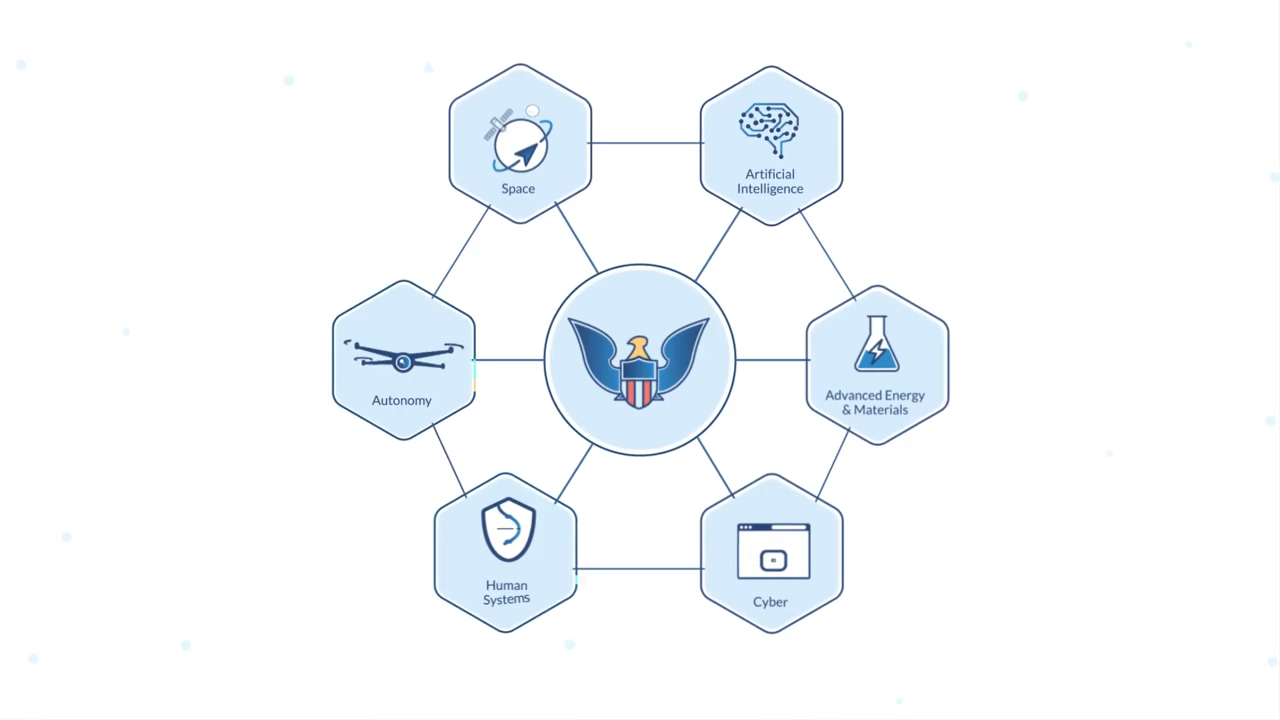 Space
Artificial
Intelligence
Autonomy
Advanced Energy
& Materials
Human
Systems
Cyber